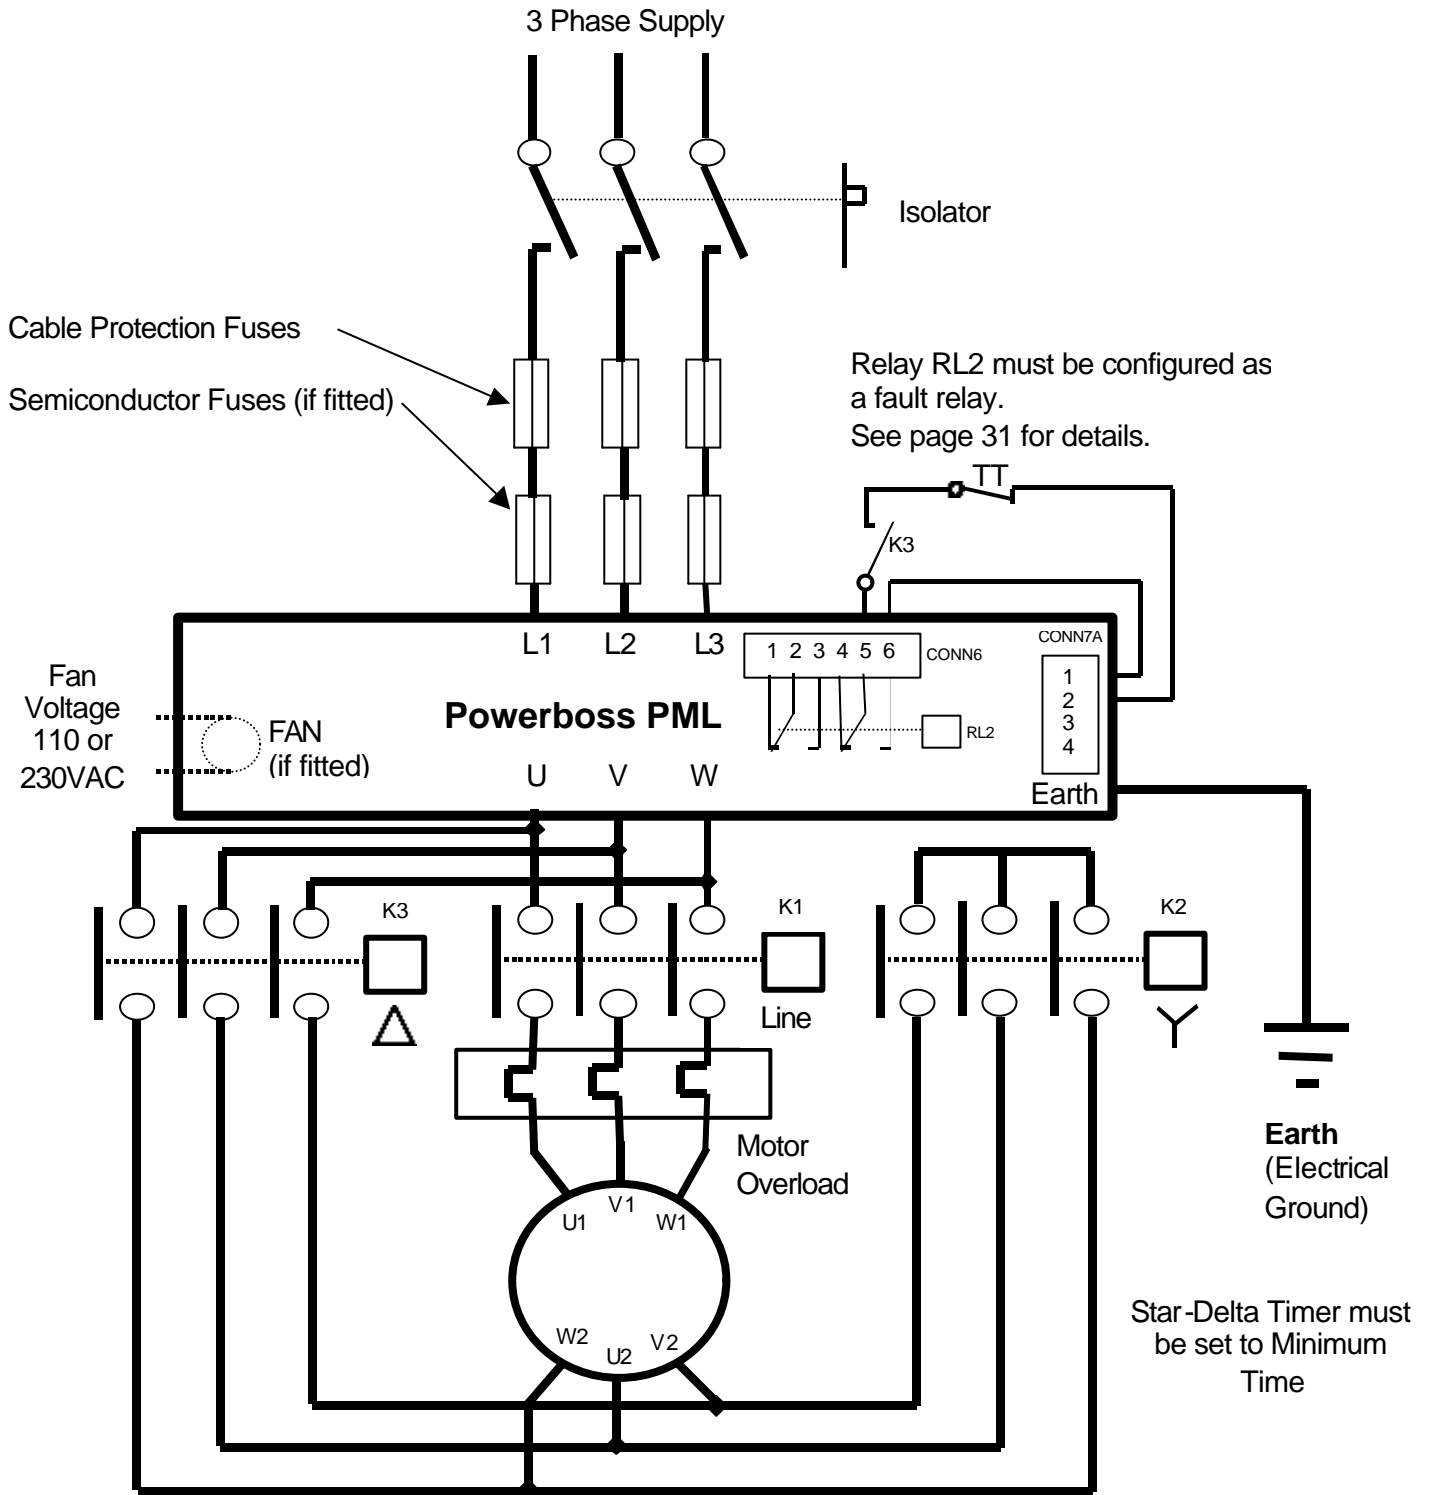 3 Phase Supply
Isolator
Cable Protection Fuses
Semiconductor Fuses (if fitted)
Relay RL2 must be configured as
a fault relay.
See page 31 for details.
TT
K3
L1 L2 L3
1 2 3 4 5 6
CONN6
CONN7A
1
2
3
4
Fan
Voltage
110 or
230VAC
FAN
(if fitted)
Powerboss PML
RL2
U V W
Earth
K3
K1
K2
Line
Motor
Overload
Earth
(Electrical
Ground)
U1 V1 W1
W2 U2 V2
Star-Delta Timer must
be set to Minimum
Time